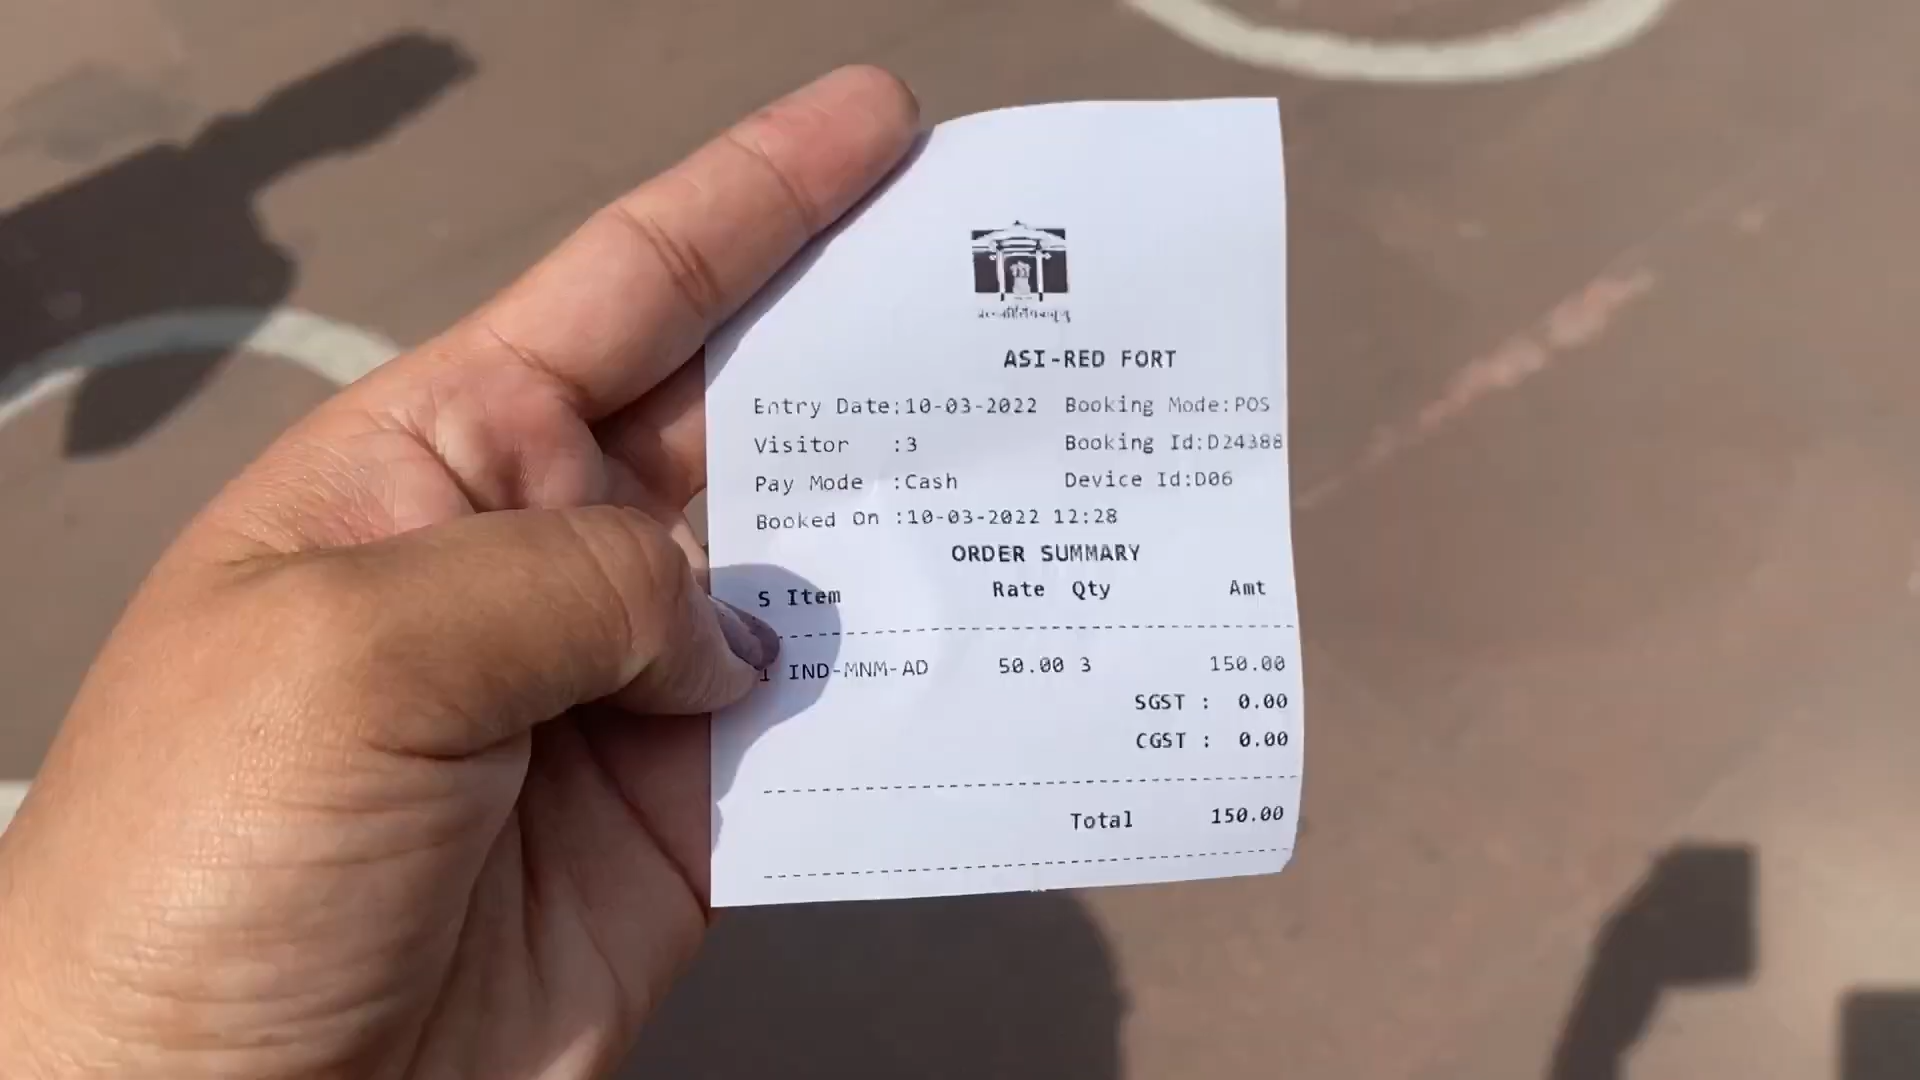 ASI-RED FORT
Entry Date:10-03-2022 Booking Mode:POS
Visitor :3 Booking Id:D24388
Pay Mode :Cash Device Id:D06
Booked On :10-03-2022 12:28
ORDER SUMMARY
S Item Rate Qty Amt
1 IND-MNM-AD 50.00 3 150.00
SGST : 0.00
CGST : 0.00
Total 150.00